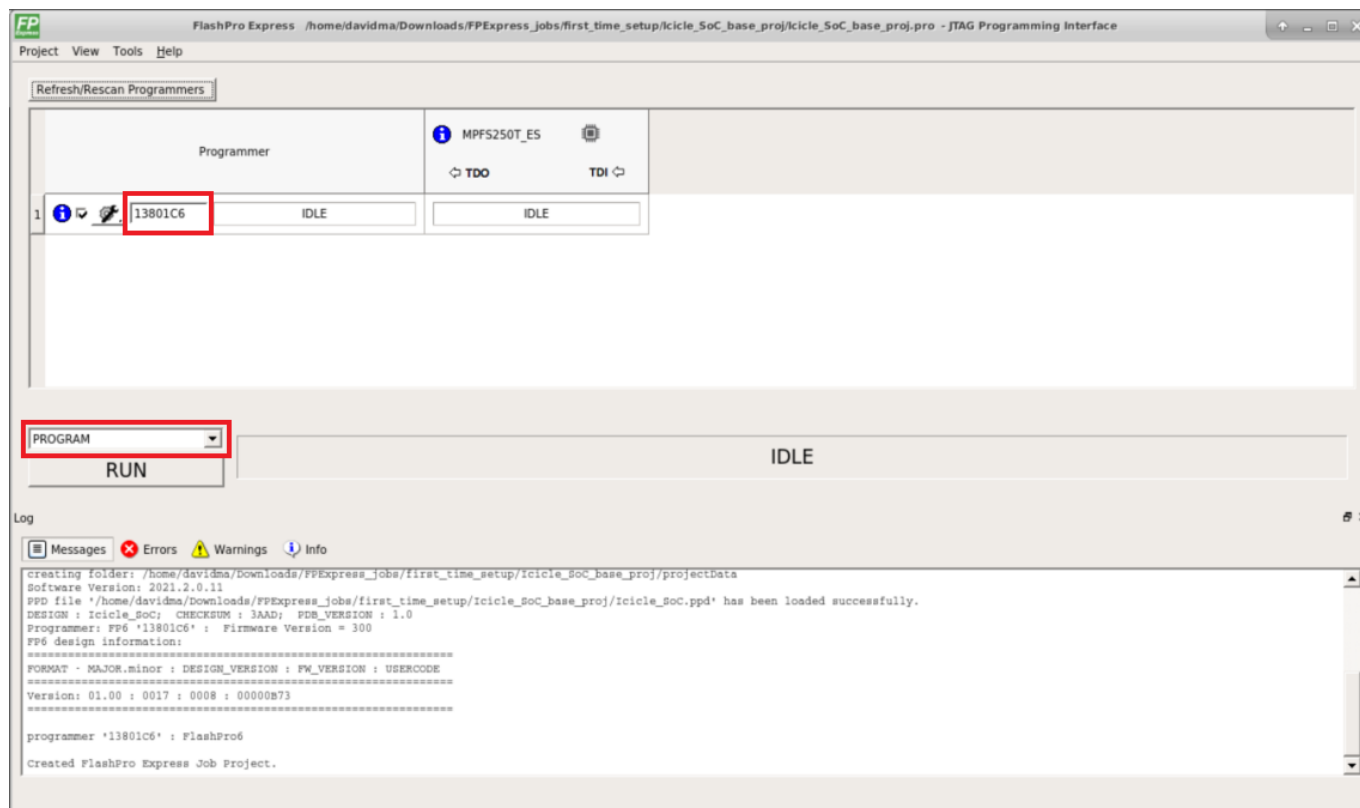 FP
Express
FlashPro Express /home/davidma/Downloads/FPExpress_jobs/first_time_setup/Icicle_SoC_base_proj/Icicle_SoC_base_proj.pro - JTAG Programming Interface
Project View Tools Help
Refresh/Rescan Programmers
Programmer
MPFS250T_ES
TDO TDI
1 13801C6 IDLE IDLE
PROGRAM
RUN
IDLE
Log
Messages Errors Warnings Info
creating folder: /home/davidma/Downloads/FPExpress_jobs/first_time_setup/Icicle_SoC_base_proj/projectData
Software Version: 2021.2.0.11
PPD file '/home/davidma/Downloads/FPExpress_jobs/first_time_setup/Icicle_SoC_base_proj/Icicle_SoC.ppd' has been loaded successfully.
DESIGN : Icicle_SoC; CHECKSUM : 3AAD; PDB_VERSION : 1.0
Programmer: FP6 '13801C6' : Firmware Version = 300
FP6 design information:
===============================================================
FORMAT - MAJOR.minor : DESIGN_VERSION : FW_VERSION : USERCODE
===============================================================
Version: 01.00 : 0017 : 0008 : 00000B73
===============================================================
programmer '13801C6' : FlashPro6
Created FlashPro Express Job Project.